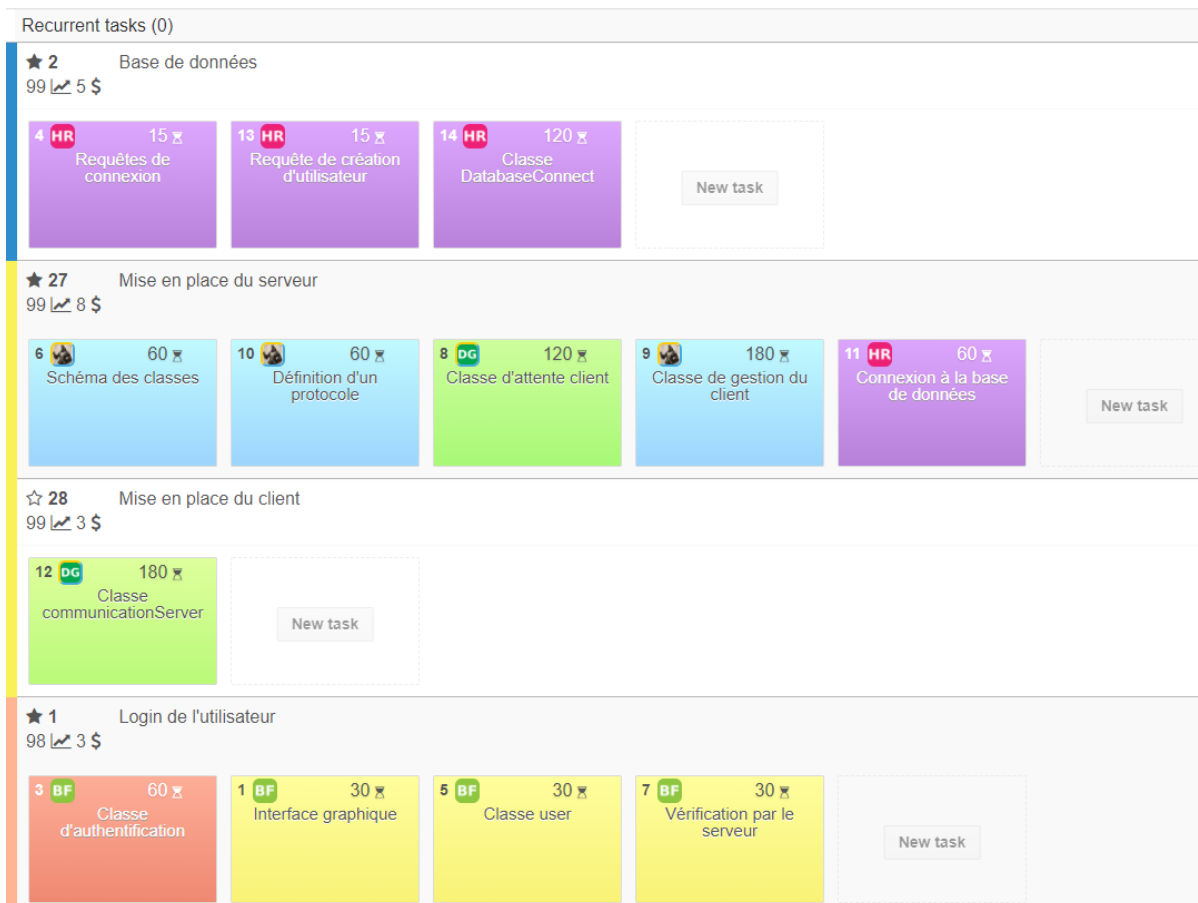 Recurrent tasks (0)
2 Base de données
99 5 $
4 HR 15
Requêtes de
connexion
13 HR 15
Requête de création
d'utilisateur
14 HR 120
Classe
DatabaseConnect
New task
27 Mise en place du serveur
99 8 $
6 60
Schéma des classes
10 60
Définition d'un
protocole
8 DG 120
Classe d'attente client
9 180
Classe de gestion du
client
11 HR 60
Connexion à la base
de données
New task
28 Mise en place du client
99 3 $
12 DG 180
Classe
communicationServer
New task
1 Login de l'utilisateur
98 3 $
3 BF 60
Classe
d'authentification
1 BF 30
Interface graphique
5 BF 30
Classe user
7 BF 30
Vérification par le
serveur
New task